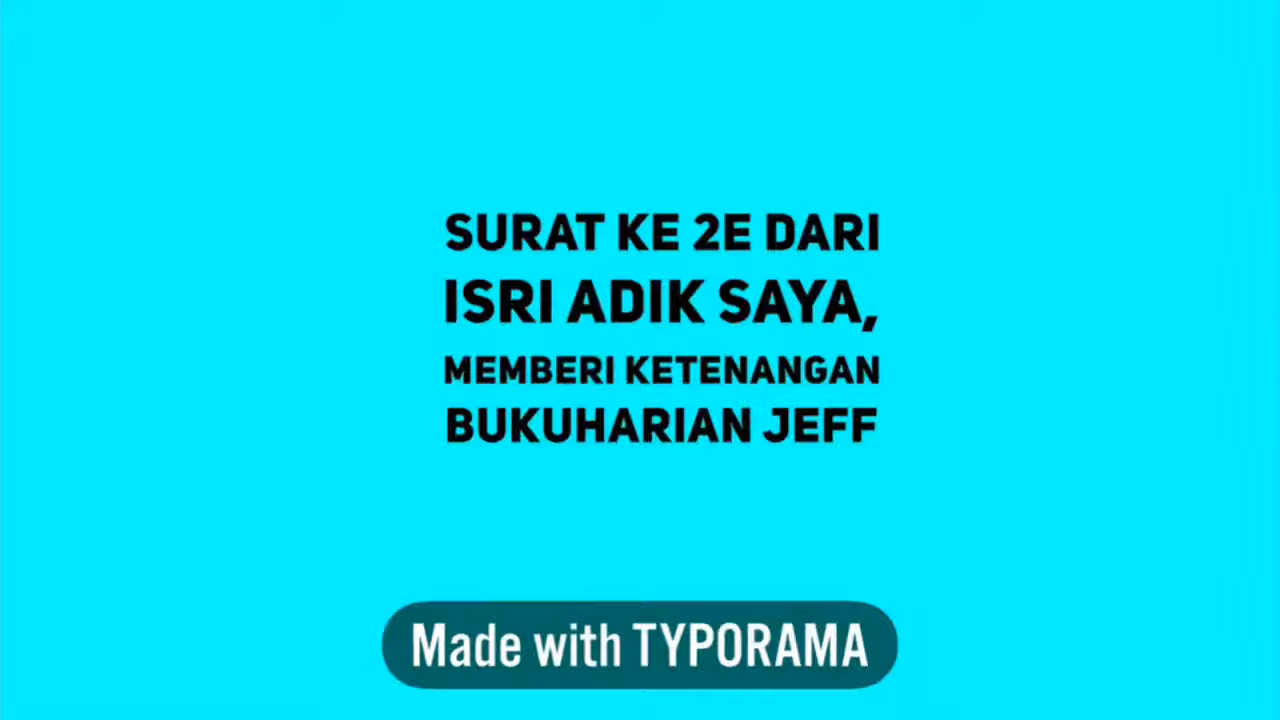 SURAT KE 2E DARI
ISRI ADIK SAYA,
MEMBERI KETENANGAN
BUKUHARIAN JEFF
Made with TYPORAMA